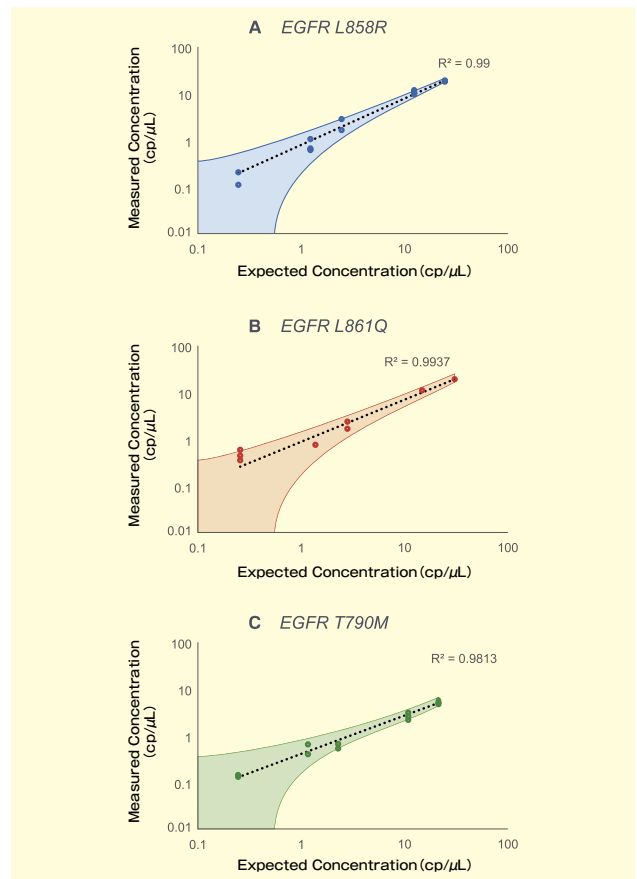 A EGFR L858R
R² = 0.99
Measured Concentration
(cp/μL)
100
10
1
0.1
0.01
0.1 1 10 100
Expected Concentration (cp/μL)
B EGFR L861Q
R² = 0.9937
Measured Concentration
(cp/μL)
100
10
1
0.1
0.01
0.1 1 10 100
Expected Concentration (cp/μL)
C EGFR T790M
R² = 0.9813
Measured Concentration
(cp/μL)
100
10
1
0.1
0.01
0.1 1 10 100
Expected Concentration (cp/μL)